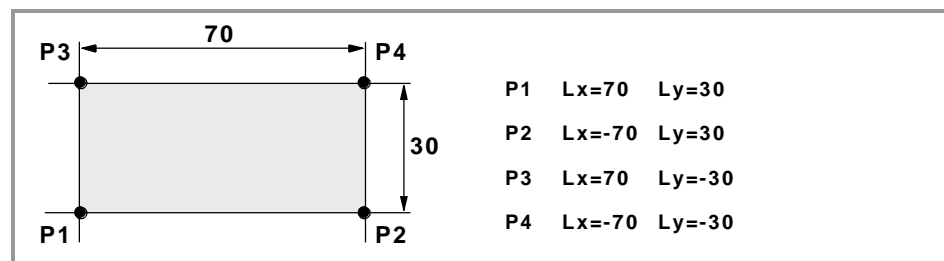 70
P3 P4
30
P1 P2
P1 Lx=70 Ly=30
P2 Lx=-70 Ly=30
P3 Lx=70 Ly=-30
P4 Lx=-70 Ly=-30